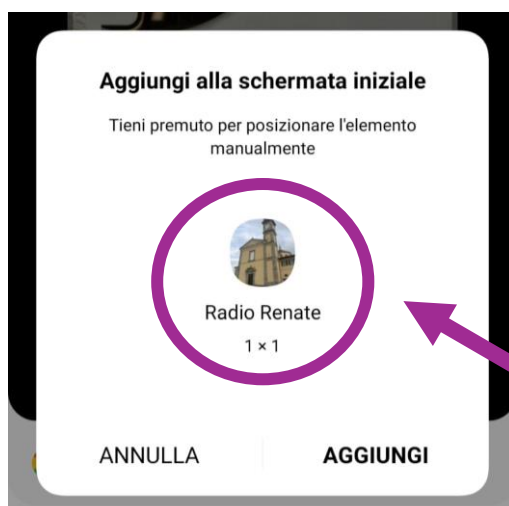 Aggiungi alla schermata iniziale
Tieni premuto per posizionare l'elemento
manualmente
Radio Renate
1 × 1
ANNULLA
AGGIUNGI